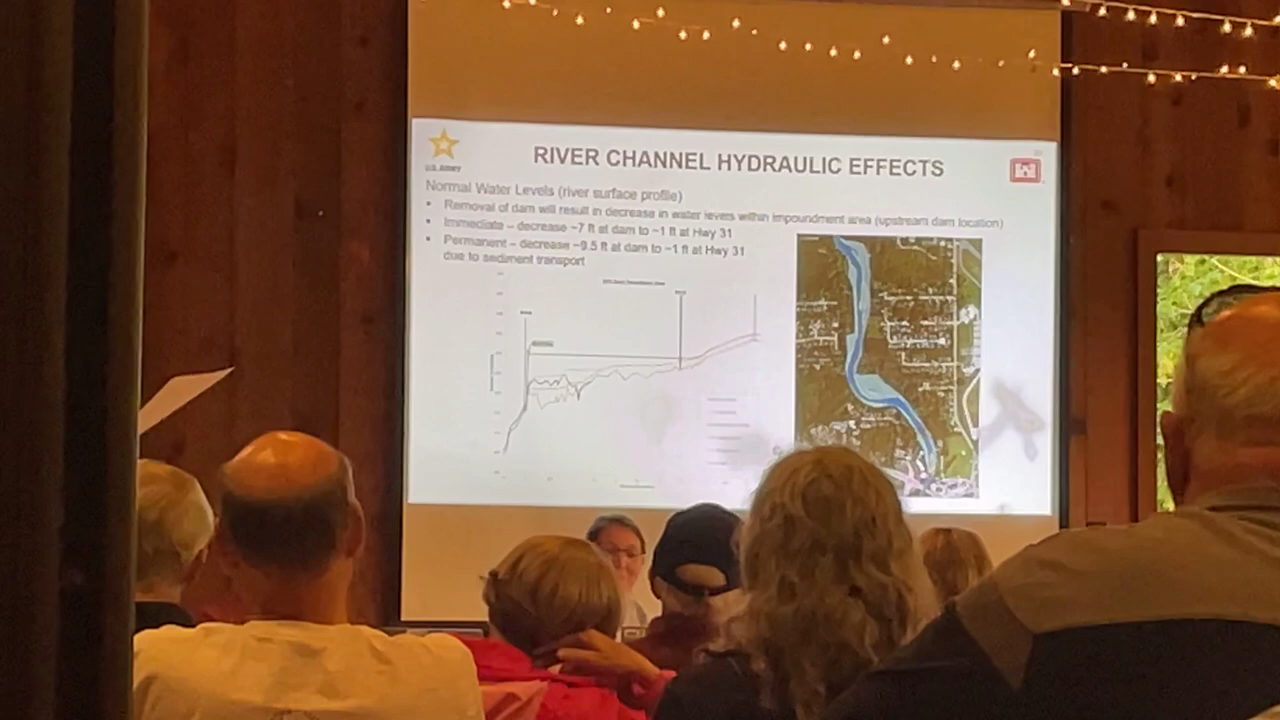 U.S. ARMY
RIVER CHANNEL HYDRAULIC EFFECTS
Normal Water Levels (river surface profile)
• Removal of dam will result in decrease in water levels within impoundment area (upstream dam location)
• Immediate – decrease ~7 ft at dam to ~1 ft at Hwy 31
• Permanent – decrease ~9.5 ft at dam to ~1 ft at Hwy 31
due to sediment transport